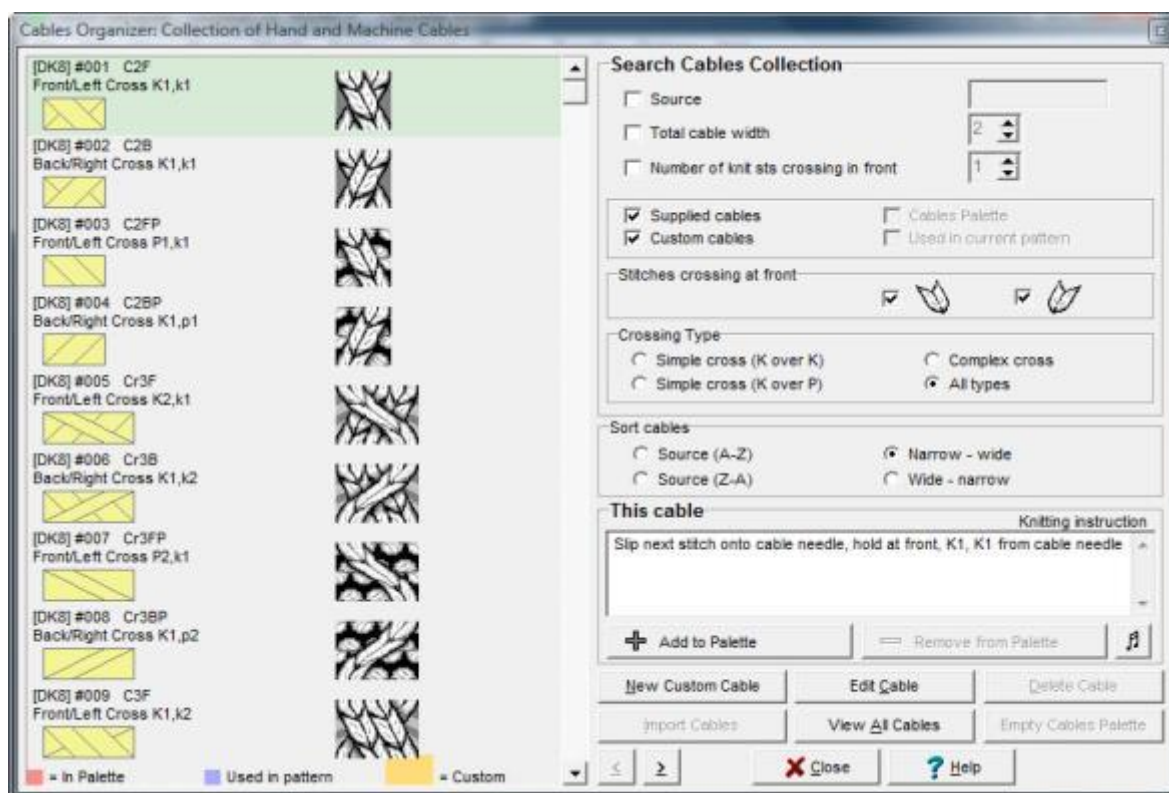 Cables Organizer: Collection of Hand and Machine Cables
[DK8] #001 C2F
Front/Left Cross K1,k1
[DK8] #002 C2B
Back/Right Cross K1,k1
[DK8] #003 C2FP
Front/Left Cross P1,k1
[DK8] #004 C2BP
Back/Right Cross K1,p1
[DK8] #005 Cr3F
Front/Left Cross K2,k1
[DK8] #006 Cr3B
Back/Right Cross K1,k2
[DK8] #007 Cr3FP
Front/Left Cross P2,k1
[DK8] #008 Cr3BP
Back/Right Cross K1,p2
[DK8] #009 C3F
Front/Left Cross K1,k2
= In Palette
Used in pattern
= Custom
Search Cables Collection
Source
Total cable width 2
Number of knit sts crossing in front 1
Supplied cables
Cables Palette
Custom cables
Used in current pattern
Stitches crossing at front
Crossing Type
Simple cross (K over K)
Complex cross
Simple cross (K over P)
All types
Sort cables
Source (A-Z)
Narrow - wide
Source (Z-A)
Wide - narrow
This cable
Knitting instruction
Slip next stitch onto cable needle, hold at front, K1, K1 from cable needle
Add to Palette
Remove from Palette
New Custom Cable
Edit Cable
Delete Cable
Import Cables
View All Cables
Empty Cables Palette
< >
Close
? Help